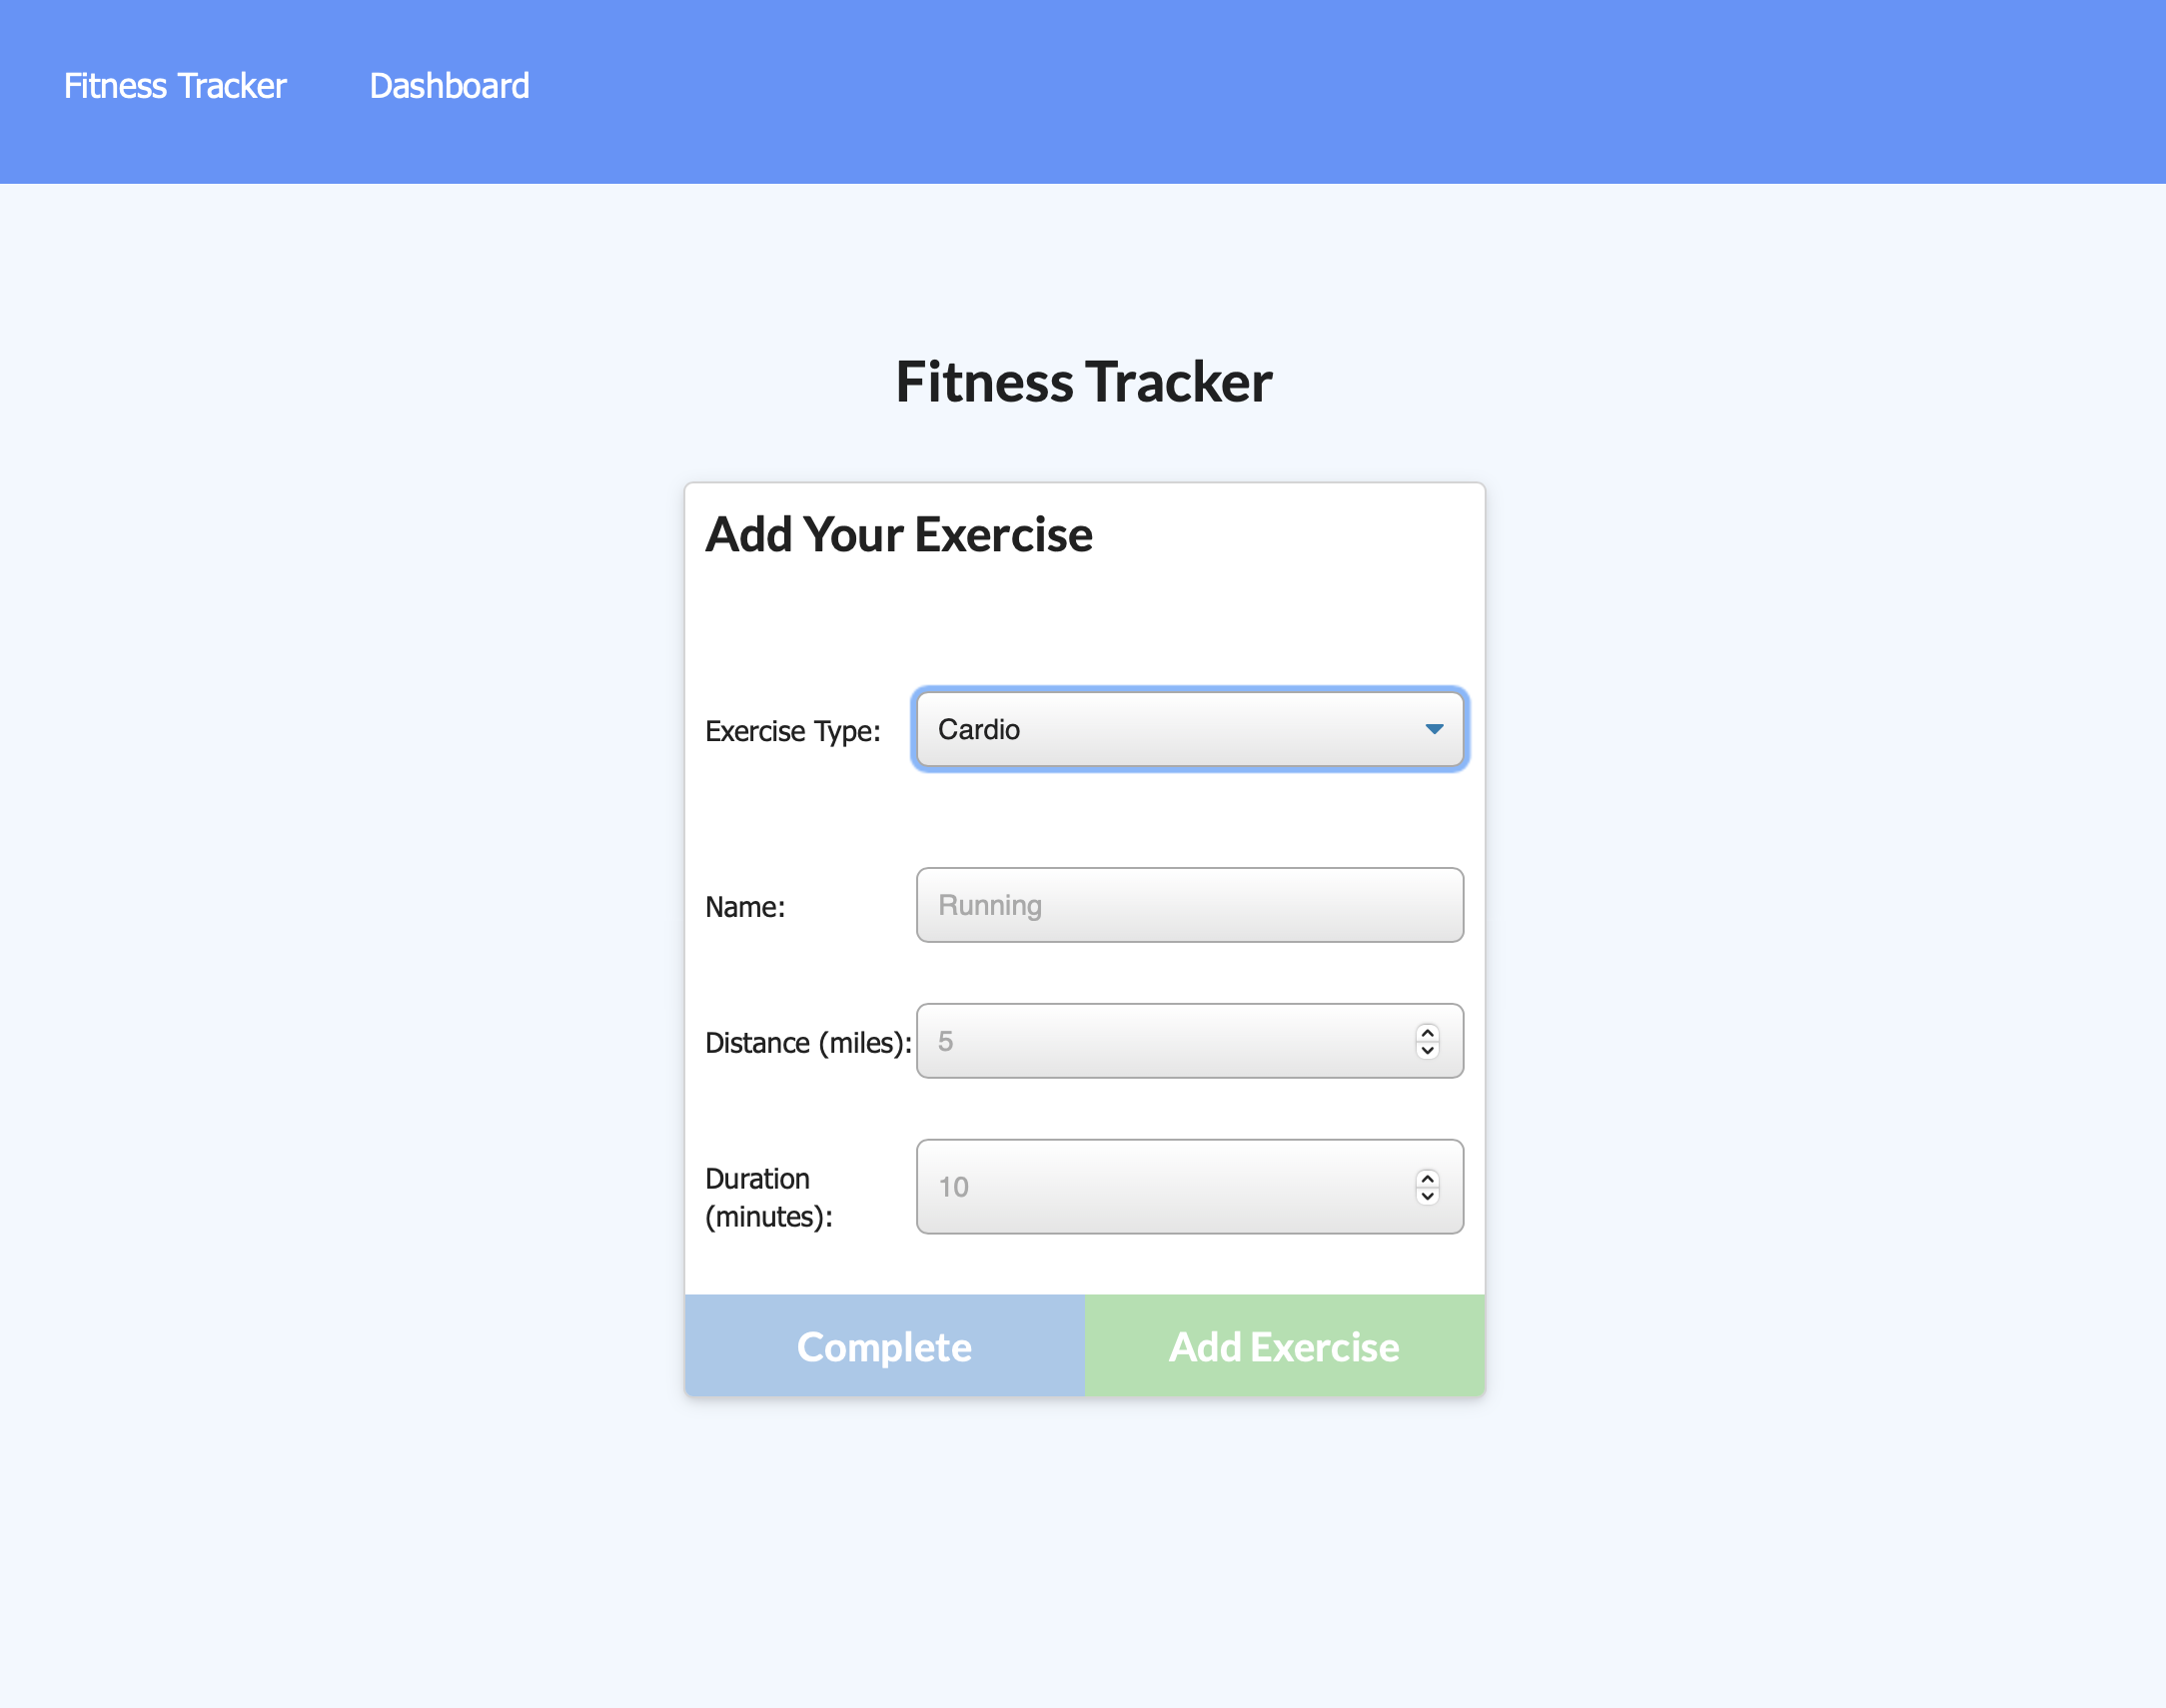 Fitness Tracker Dashboard
Fitness Tracker
Add Your Exercise
Exercise Type: Cardio
Name: Running
Distance (miles): 5
Duration
(minutes): 10
Complete Add Exercise